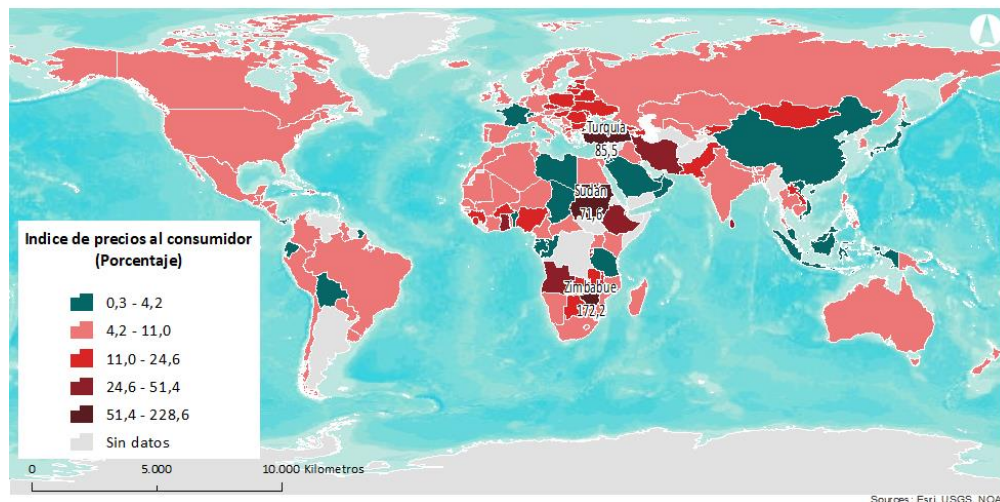 Turquia
85,5
Sudán
71,6
Zimbabue
172,2
Indice de precios al consumidor
(Porcentaje)
0,3 - 4,2
4,2 - 11,0
11,0 - 24,6
24,6 - 51,4
51,4 - 228,6
Sin datos
0 5.000 10.000 Kilometros
Sources: Esri, USGS, NOA